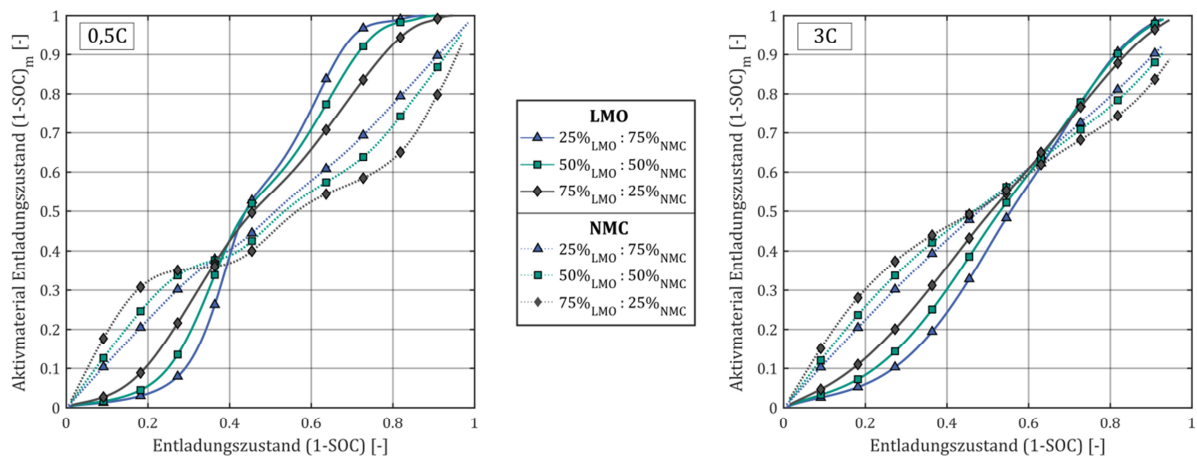 0,5C
Aktivmaterial Entladungszustand (1-SOC)m [-]
1
0.9
0.8
0.7
0.6
0.5
0.4
0.3
0.2
0.1
0
0 0.2 0.4 0.6 0.8 1
Entladungszustand (1-SOC) [-]
LMO
25%LMO : 75%NMC
50%LMO : 50%NMC
75%LMO : 25%NMC
NMC
25%LMO : 75%NMC
50%LMO : 50%NMC
75%LMO : 25%NMC
3C
Aktivmaterial Entladungszustand (1-SOC)m [-]
1
0.9
0.8
0.7
0.6
0.5
0.4
0.3
0.2
0.1
0
0 0.2 0.4 0.6 0.8 1
Entladungszustand (1-SOC) [-]